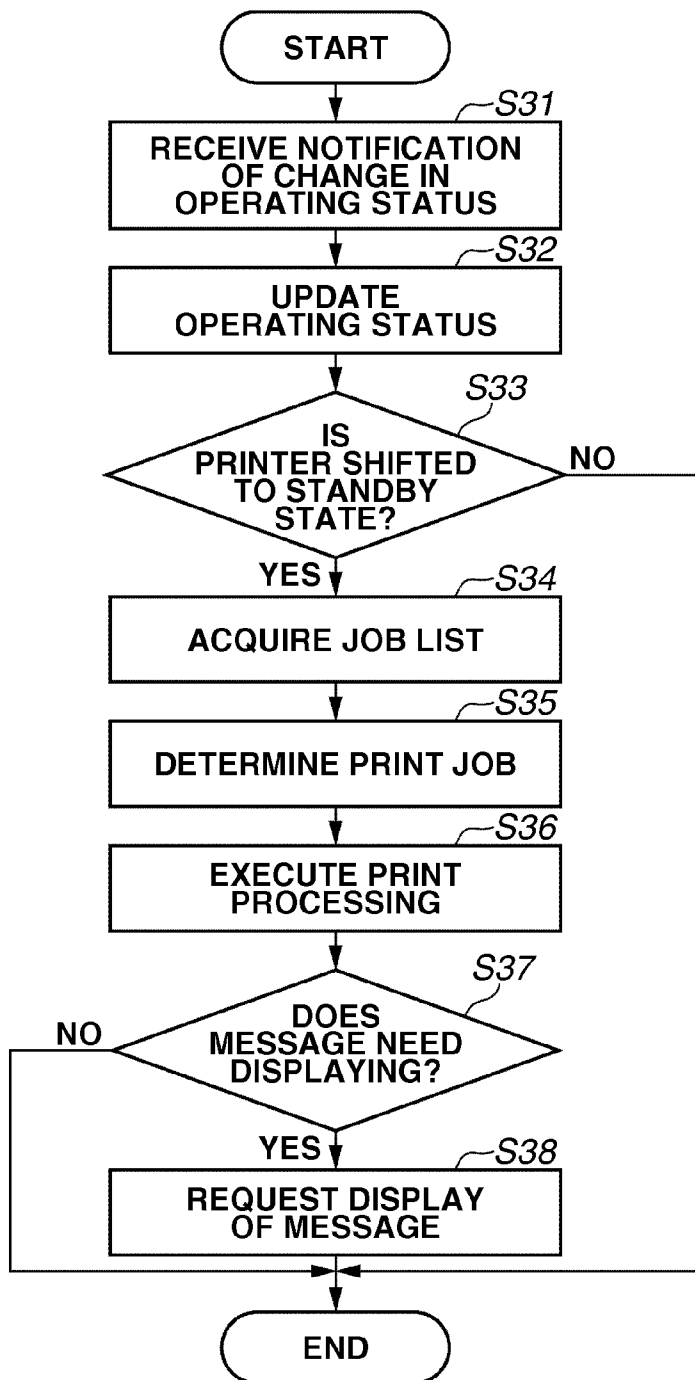 START
S31
RECEIVE NOTIFICATION
OF CHANGE IN
OPERATING STATUS
S32
UPDATE
OPERATING STATUS
S33
IS
PRINTER SHIFTED
TO STANDBY
STATE?
NO
YES
S34
ACQUIRE JOB LIST
S35
DETERMINE PRINT JOB
S36
EXECUTE PRINT
PROCESSING
S37
DOES
MESSAGE NEED
DISPLAYING?
NO
YES
S38
REQUEST DISPLAY
OF MESSAGE
END